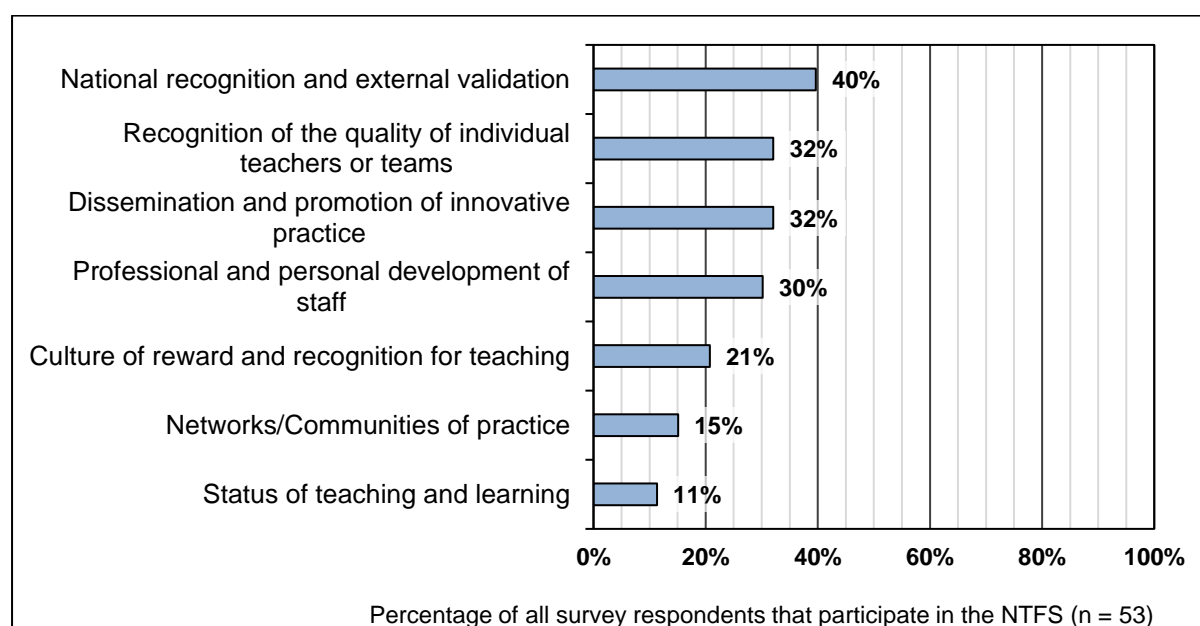 National recognition and external validation
40%
Recognition of the quality of individual
teachers or teams
32%
Dissemination and promotion of innovative
practice
32%
Professional and personal development of
staff
30%
Culture of reward and recognition for teaching
21%
Networks/Communities of practice
15%
Status of teaching and learning
11%
0% 20% 40% 60% 80% 100%
Percentage of all survey respondents that participate in the NTFS (n = 53)